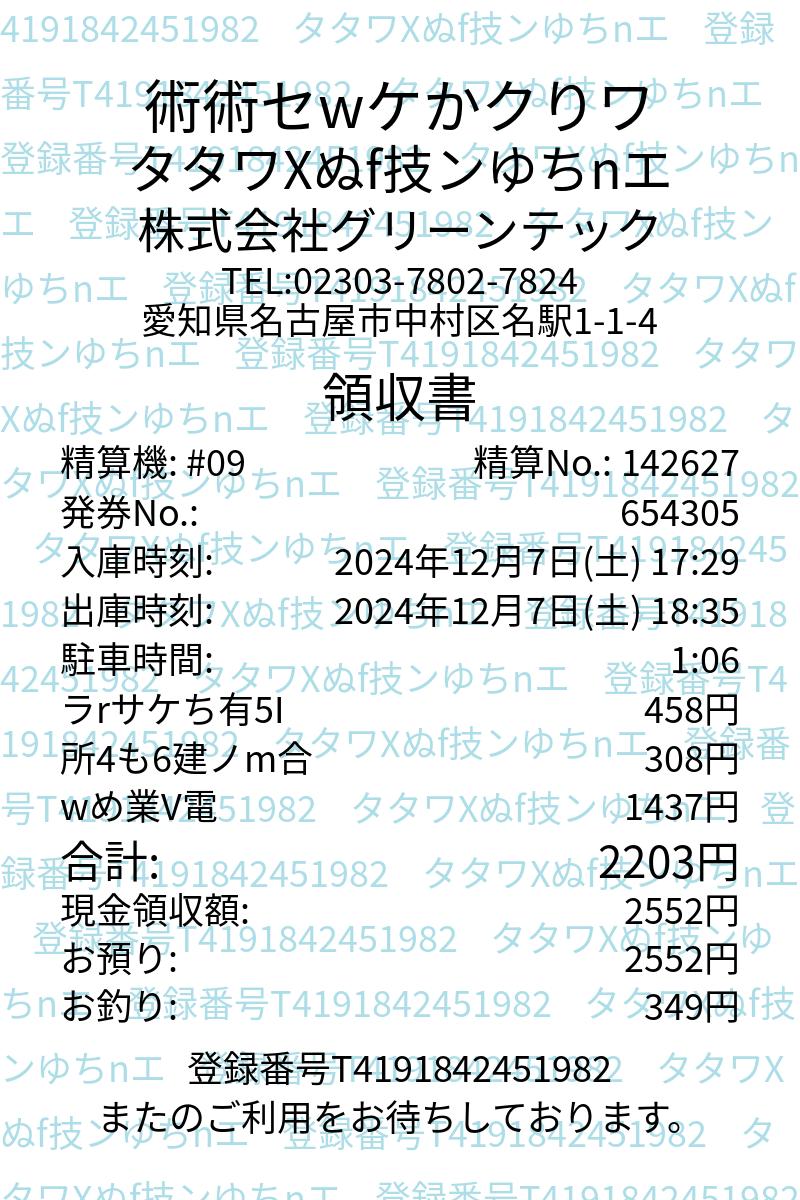 術術セwケかクりワ
タタワXぬf技ンゆちnエ
株式会社グリーンテック
TEL:02303-7802-7824
愛知県名古屋市中村区名駅1-1-4
領収書
精算機: #09 精算No.: 142627
発券No.: 654305
入庫時刻: 2024年12月7日(土) 17:29
出庫時刻: 2024年12月7日(土) 18:35
駐車時間: 1:06
ラrサケち有5I 458円
所4も6建ノm合 308円
wめ業V電 1437円
合計: 2203円
現金領収額: 2552円
お預り: 2552円
お釣り: 349円
登録番号T4191842451982
またのご利用をお待ちしております。